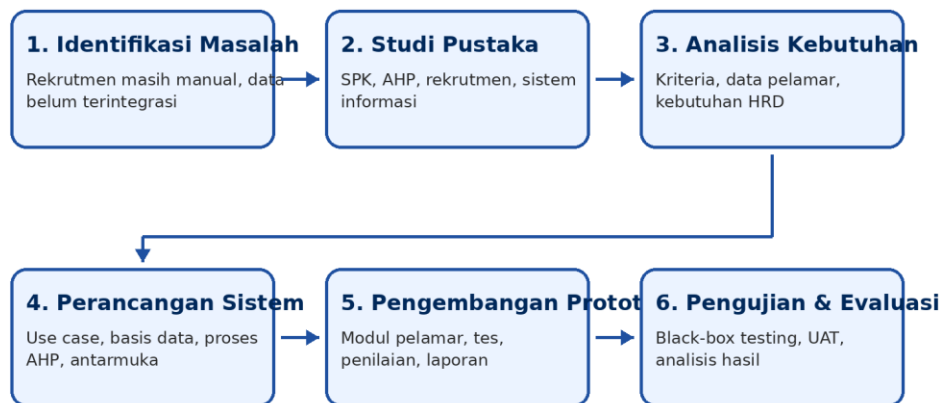 1. Identifikasi Masalah
Rekrutmen masih manual, data
belum terintegrasi
2. Studi Pustaka
SPK, AHP, rekrutmen, sistem
informasi
3. Analisis Kebutuhan
Kriteria, data pelamar,
kebutuhan HRD
4. Perancangan Sistem
Use case, basis data, proses
AHP, antarmuka
5. Pengembangan Protot
Modul pelamar, tes,
penilaian, laporan
6. Pengujian & Evaluasi
Black-box testing, UAT,
analisis hasil